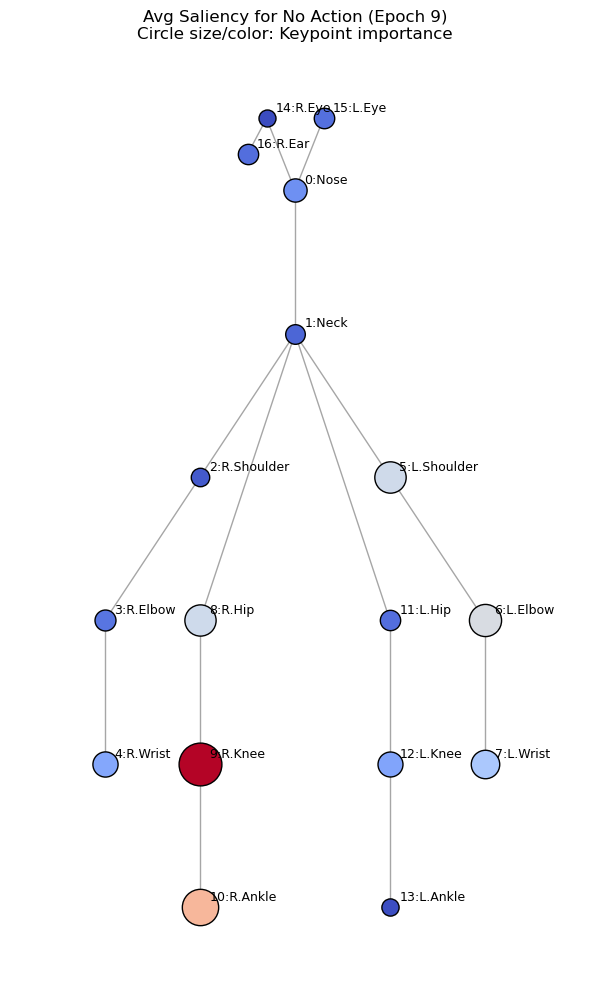 Avg Saliency for No Action (Epoch 9)
Circle size/color: Keypoint importance
14:R.Eye
15:L.Eye
16:R.Ear
0:Nose
1:Neck
2:R.Shoulder
5:L.Shoulder
3:R.Elbow
8:R.Hip
11:L.Hip
6:L.Elbow
4:R.Wrist
9:R.Knee
12:L.Knee
7:L.Wrist
10:R.Ankle
13:L.Ankle